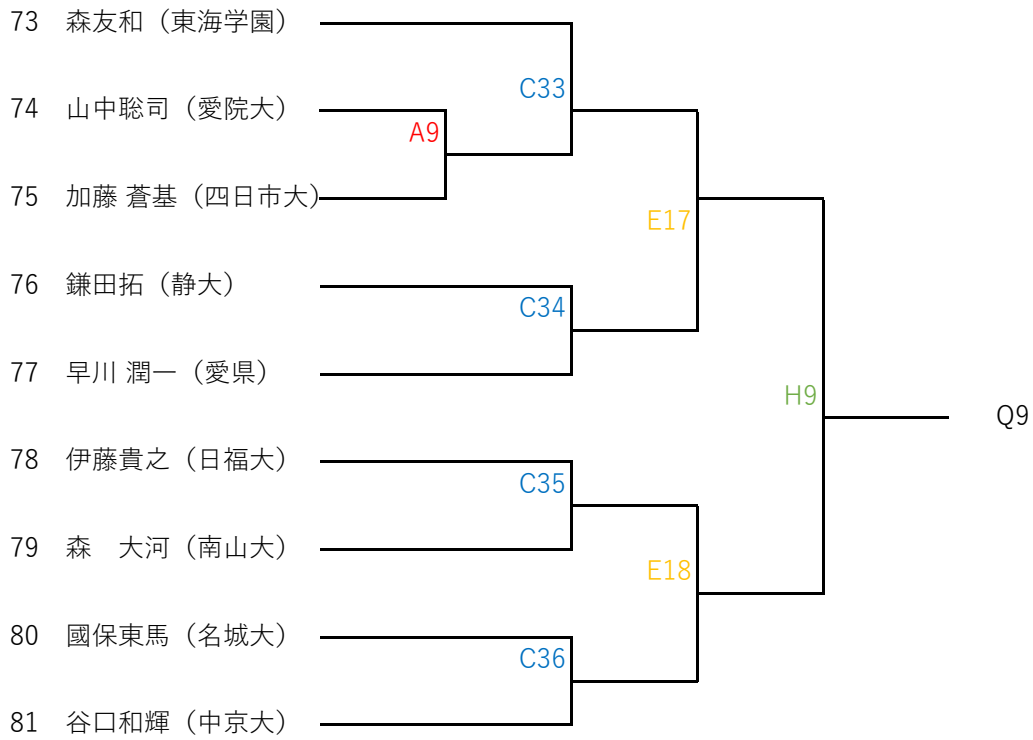 73 森友和（東海学園）
C33
74 山中聡司（愛院大）
A9
75 加藤 蒼基（四日市大）
E17
76 鎌田拓（静大）
C34
77 早川 潤一（愛県）
H9
Q9
78 伊藤貴之（日福大）
C35
79 森　大河（南山大）
E18
80 國保東馬（名城大）
C36
81 谷口和輝（中京大）